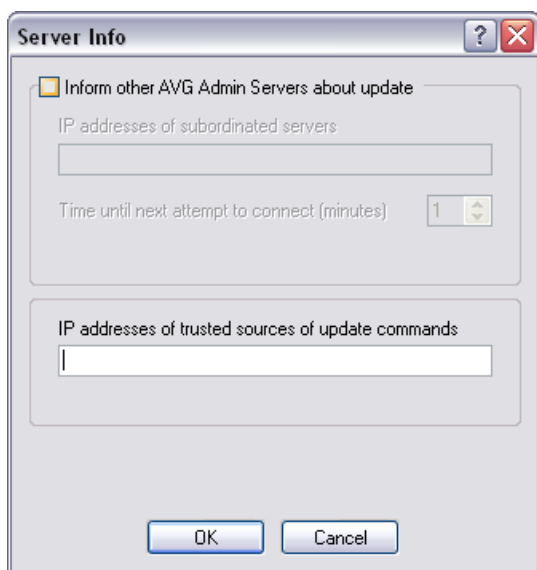 Server Info
?
Inform other AVG Admin Servers about update
IP addresses of subordinated servers
Time until next attempt to connect (minutes)
1
IP addresses of trusted sources of update commands
OK
Cancel